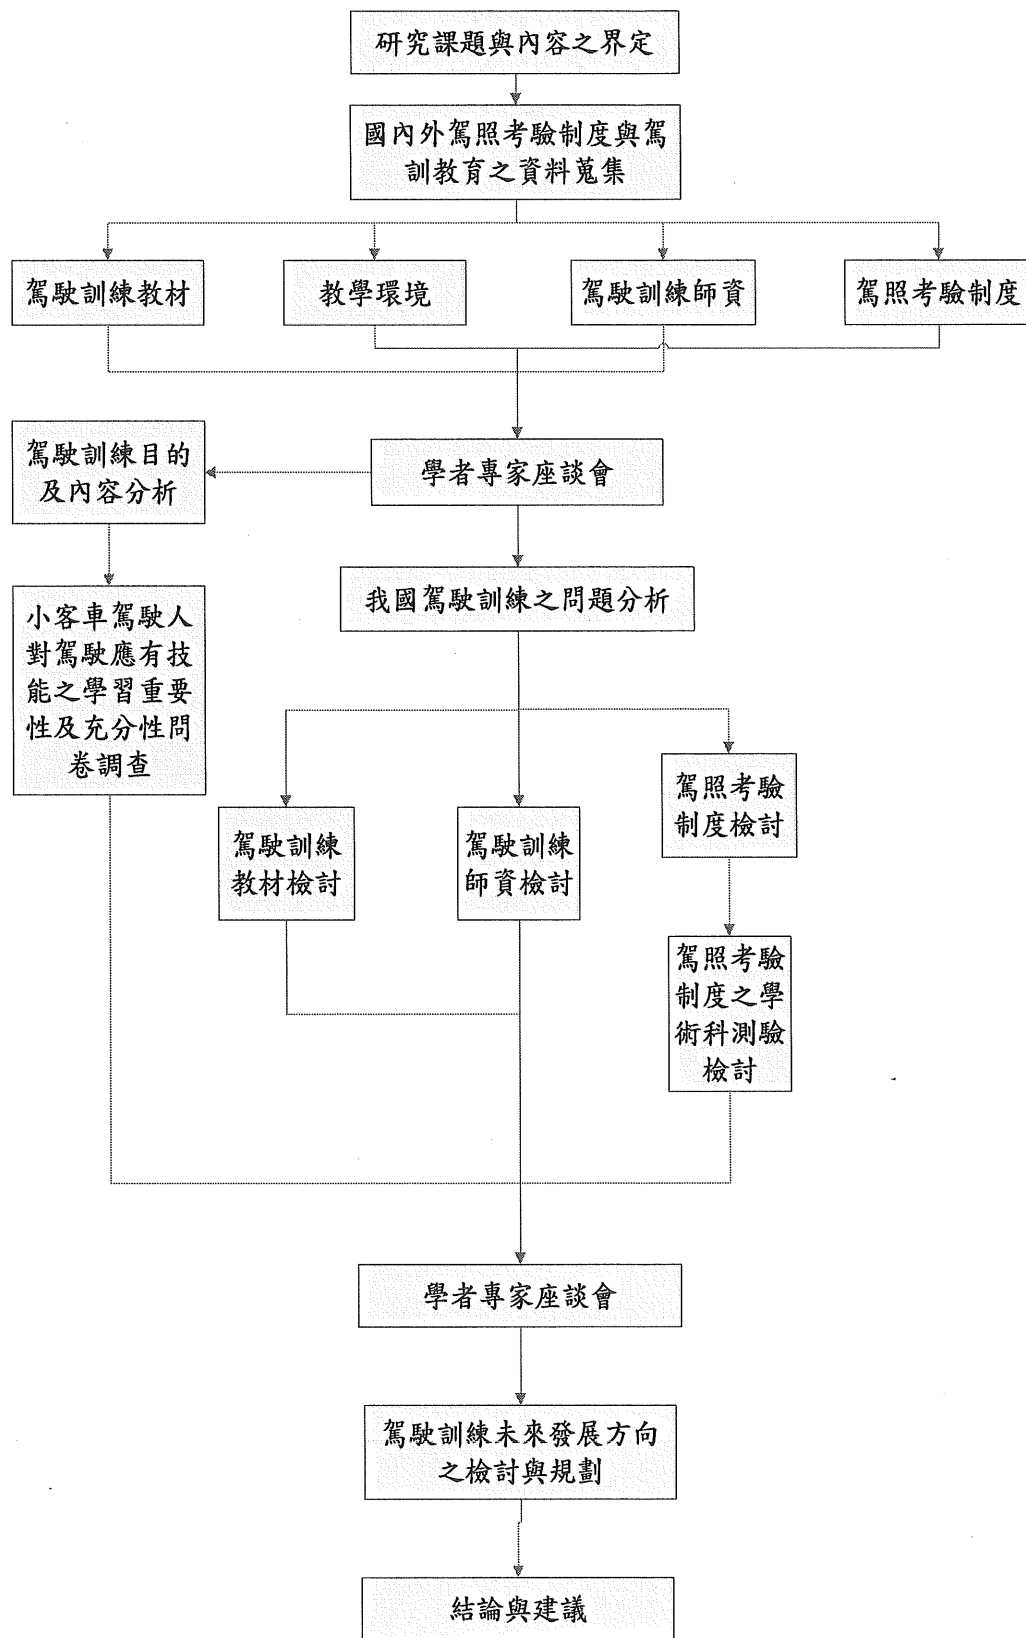 研究課題與內容之界定
國內外駕照考驗制度與駕
訓教育之資料蒐集
駕駛訓練教材
教學環境
駕駛訓練師資
駕照考驗制度
駕駛訓練目的
及內容分析
學者專家座談會
小客車駕駛人
對駕駛應有技
能之學習重要
性及充分性問
卷調查
我國駕駛訓練之問題分析
駕駛訓練
教材檢討
駕駛訓練
師資檢討
駕照考驗
制度檢討
駕照考驗
制度之學
術科測驗
檢討
學者專家座談會
駕駛訓練未來發展方向
之檢討與規劃
結論與建議